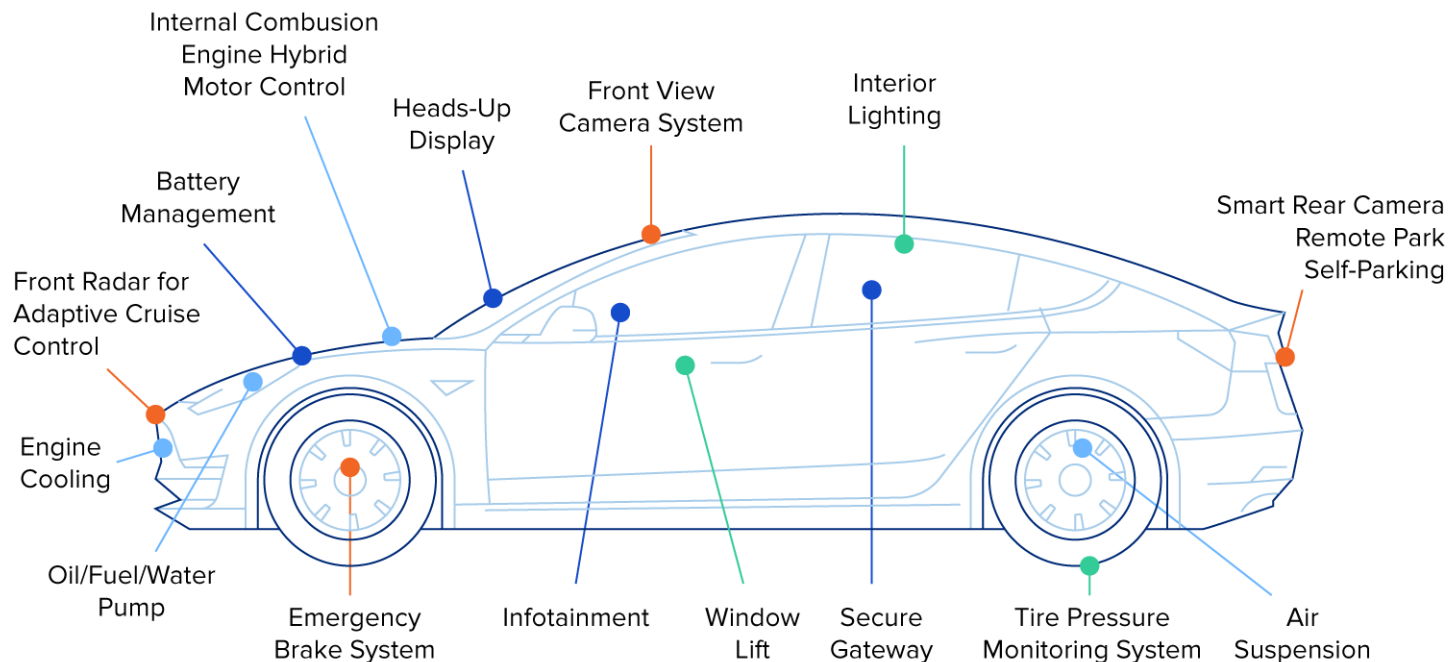 Internal Combusion
Engine Hybrid
Motor Control
Heads-Up
Display
Front View
Camera System
Interior
Lighting
Battery
Management
Smart Rear Camera
Remote Park
Self-Parking
Front Radar for
Adaptive Cruise
Control
Engine
Cooling
Oil/Fuel/Water
Pump
Emergency
Brake System
Infotainment
Window
Lift
Secure
Gateway
Tire Pressure
Monitoring System
Air
Suspension